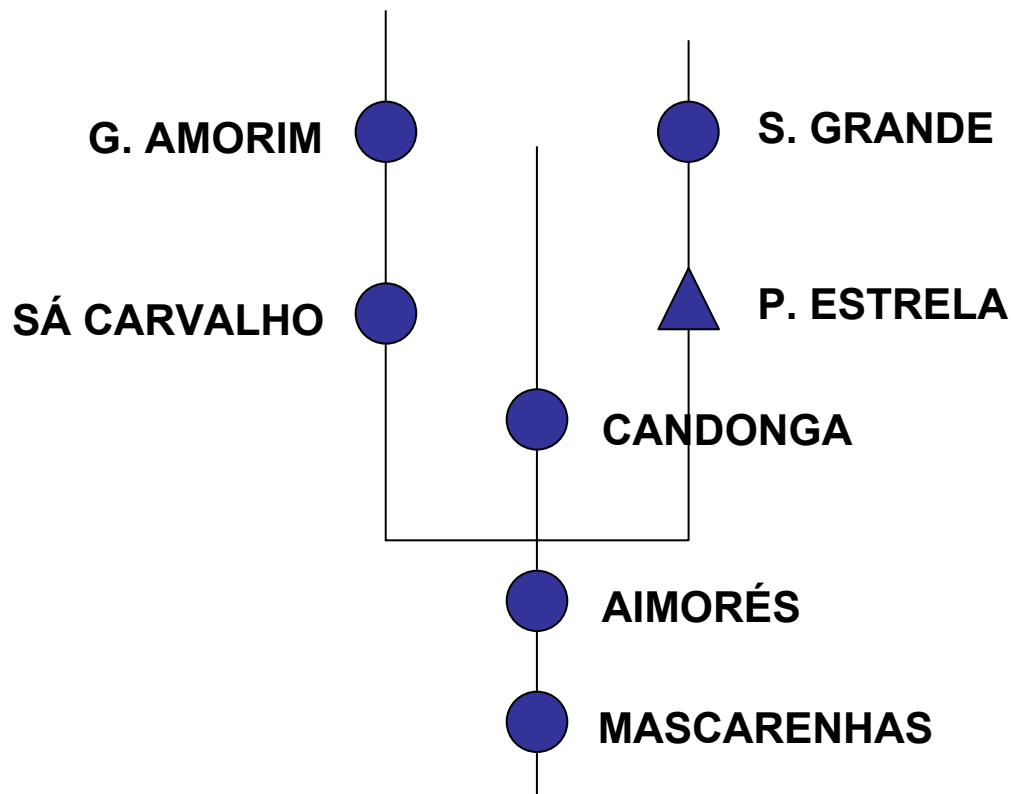 G. AMORIM
S. GRANDE
SÁ CARVALHO
P. ESTRELA
CANDONGA
AIMORÉS
MASCARENHAS